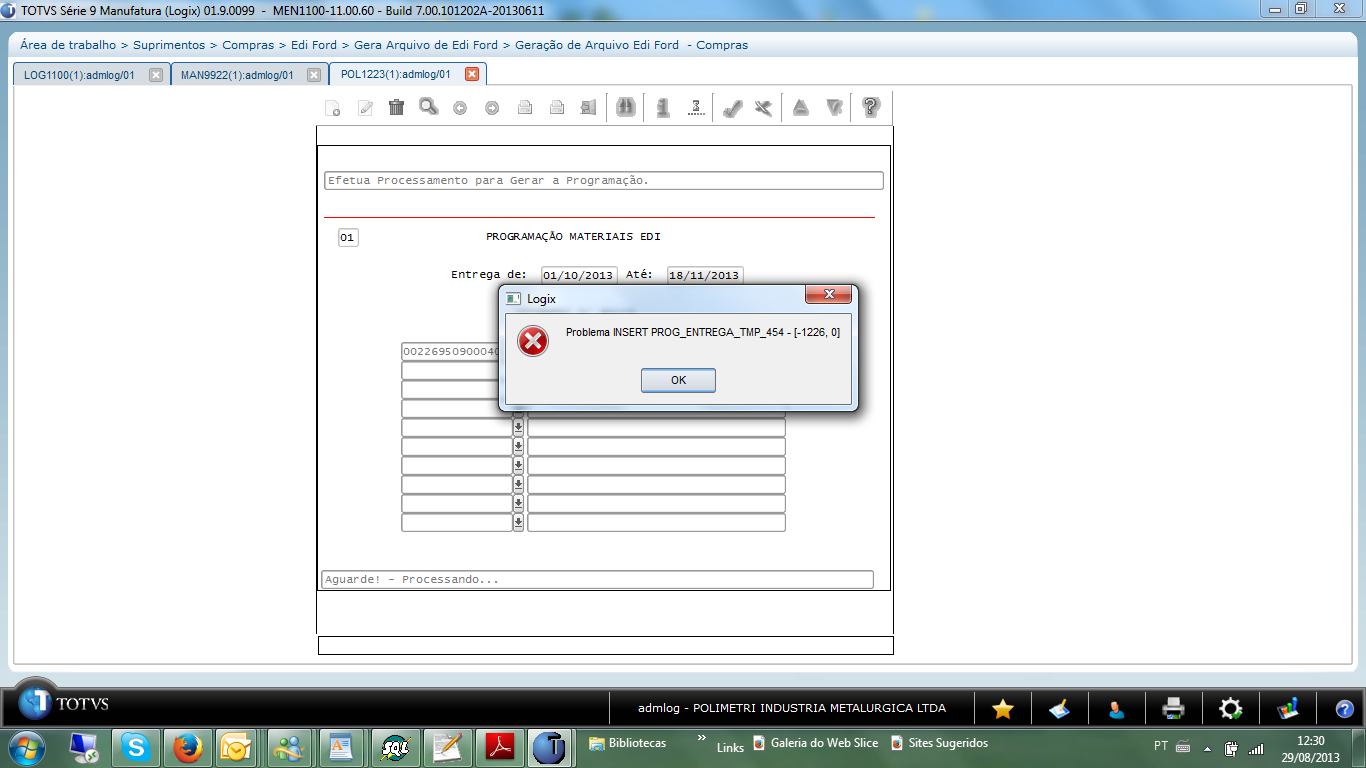 TOTVS Série 9 Manufatura (Logix) 01.9.0099 - MEN1100-11.00.60 - Build 7.00.101202A-20130611
Área de trabalho > Suprimentos > Compras > Edi Ford > Gera Arquivo de Edi Ford > Geração de Arquivo Edi Ford - Compras
LOG1100(1):admlog/01
MAN9922(1):admlog/01
POL1223(1):admlog/01
Efetua Processamento para Gerar a Programação.
01
PROGRAMAÇÃO MATERIAIS EDI
Entrega de: 01/10/2013 Até: 18/11/2013
Logix
Problema INSERT PROG_ENTREGA_TMP_454 - [-1226, 0]
OK
0022695090004
Aguarde! - Processando...
TOTVS
admlog - POLIMETRI INDUSTRIA METALURGICA LTDA
Bibliotecas
»
Links
Galeria do Web Slice
Sites Sugeridos
PT
12:30
29/08/2013